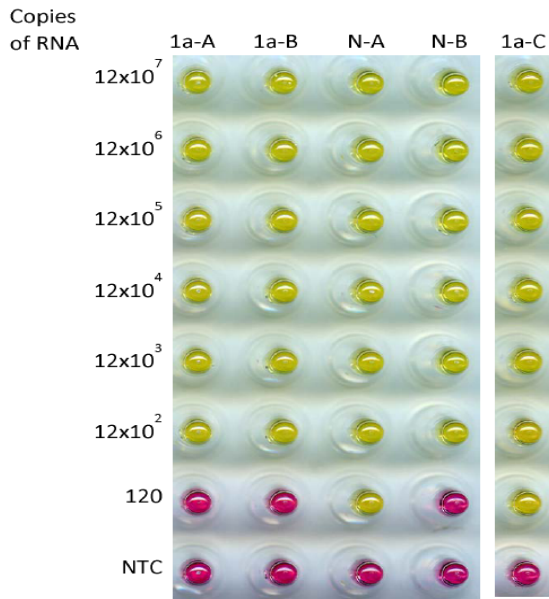 Copies
of RNA
1a-A 1a-B N-A N-B 1a-C
12x10⁷
12x10⁶
12x10⁵
12x10⁴
12x10³
12x10²
120
NTC